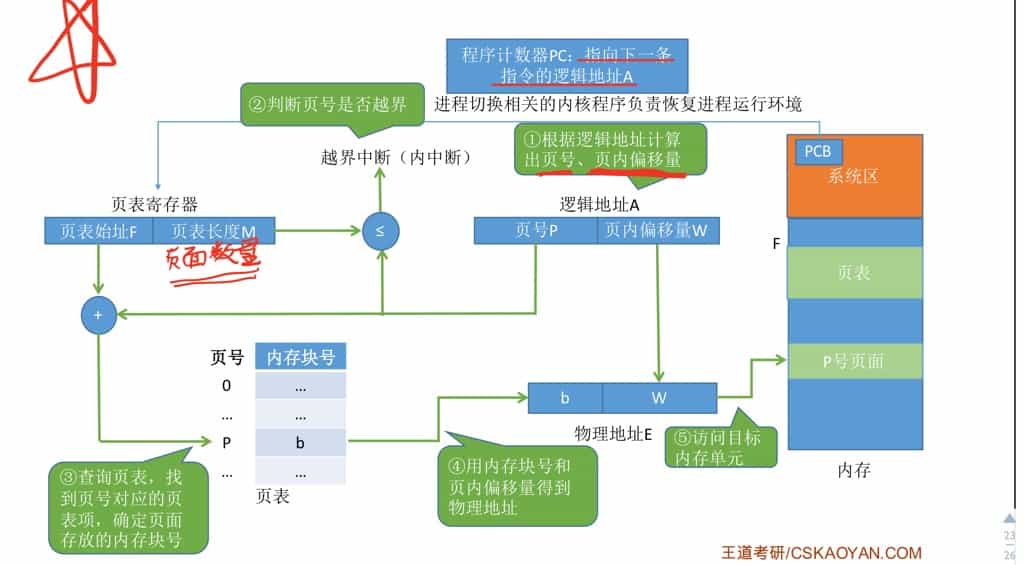 程序计数器PC：指向下一条
指令的逻辑地址A
②判断页号是否越界
进程切换相关的内核程序负责恢复进程运行环境
①根据逻辑地址计算
出页号、页内偏移量
PCB
系统区
越界中断（内中断）
页表寄存器
逻辑地址A
页表始址F
页表长度M
≤
页号P
页内偏移量W
F
页面数量
页表
+
页号
内存块号
P号页面
0
…
…
…
b
W
P
b
物理地址E
⑤访问目标
内存单元
…
…
内存
③查询页表，找
到页号对应的页
表项，确定页面
存放的内存块号
④用内存块号和
页内偏移量得到
物理地址
页表
王道考研/CSKAOYAN.COM
23
26